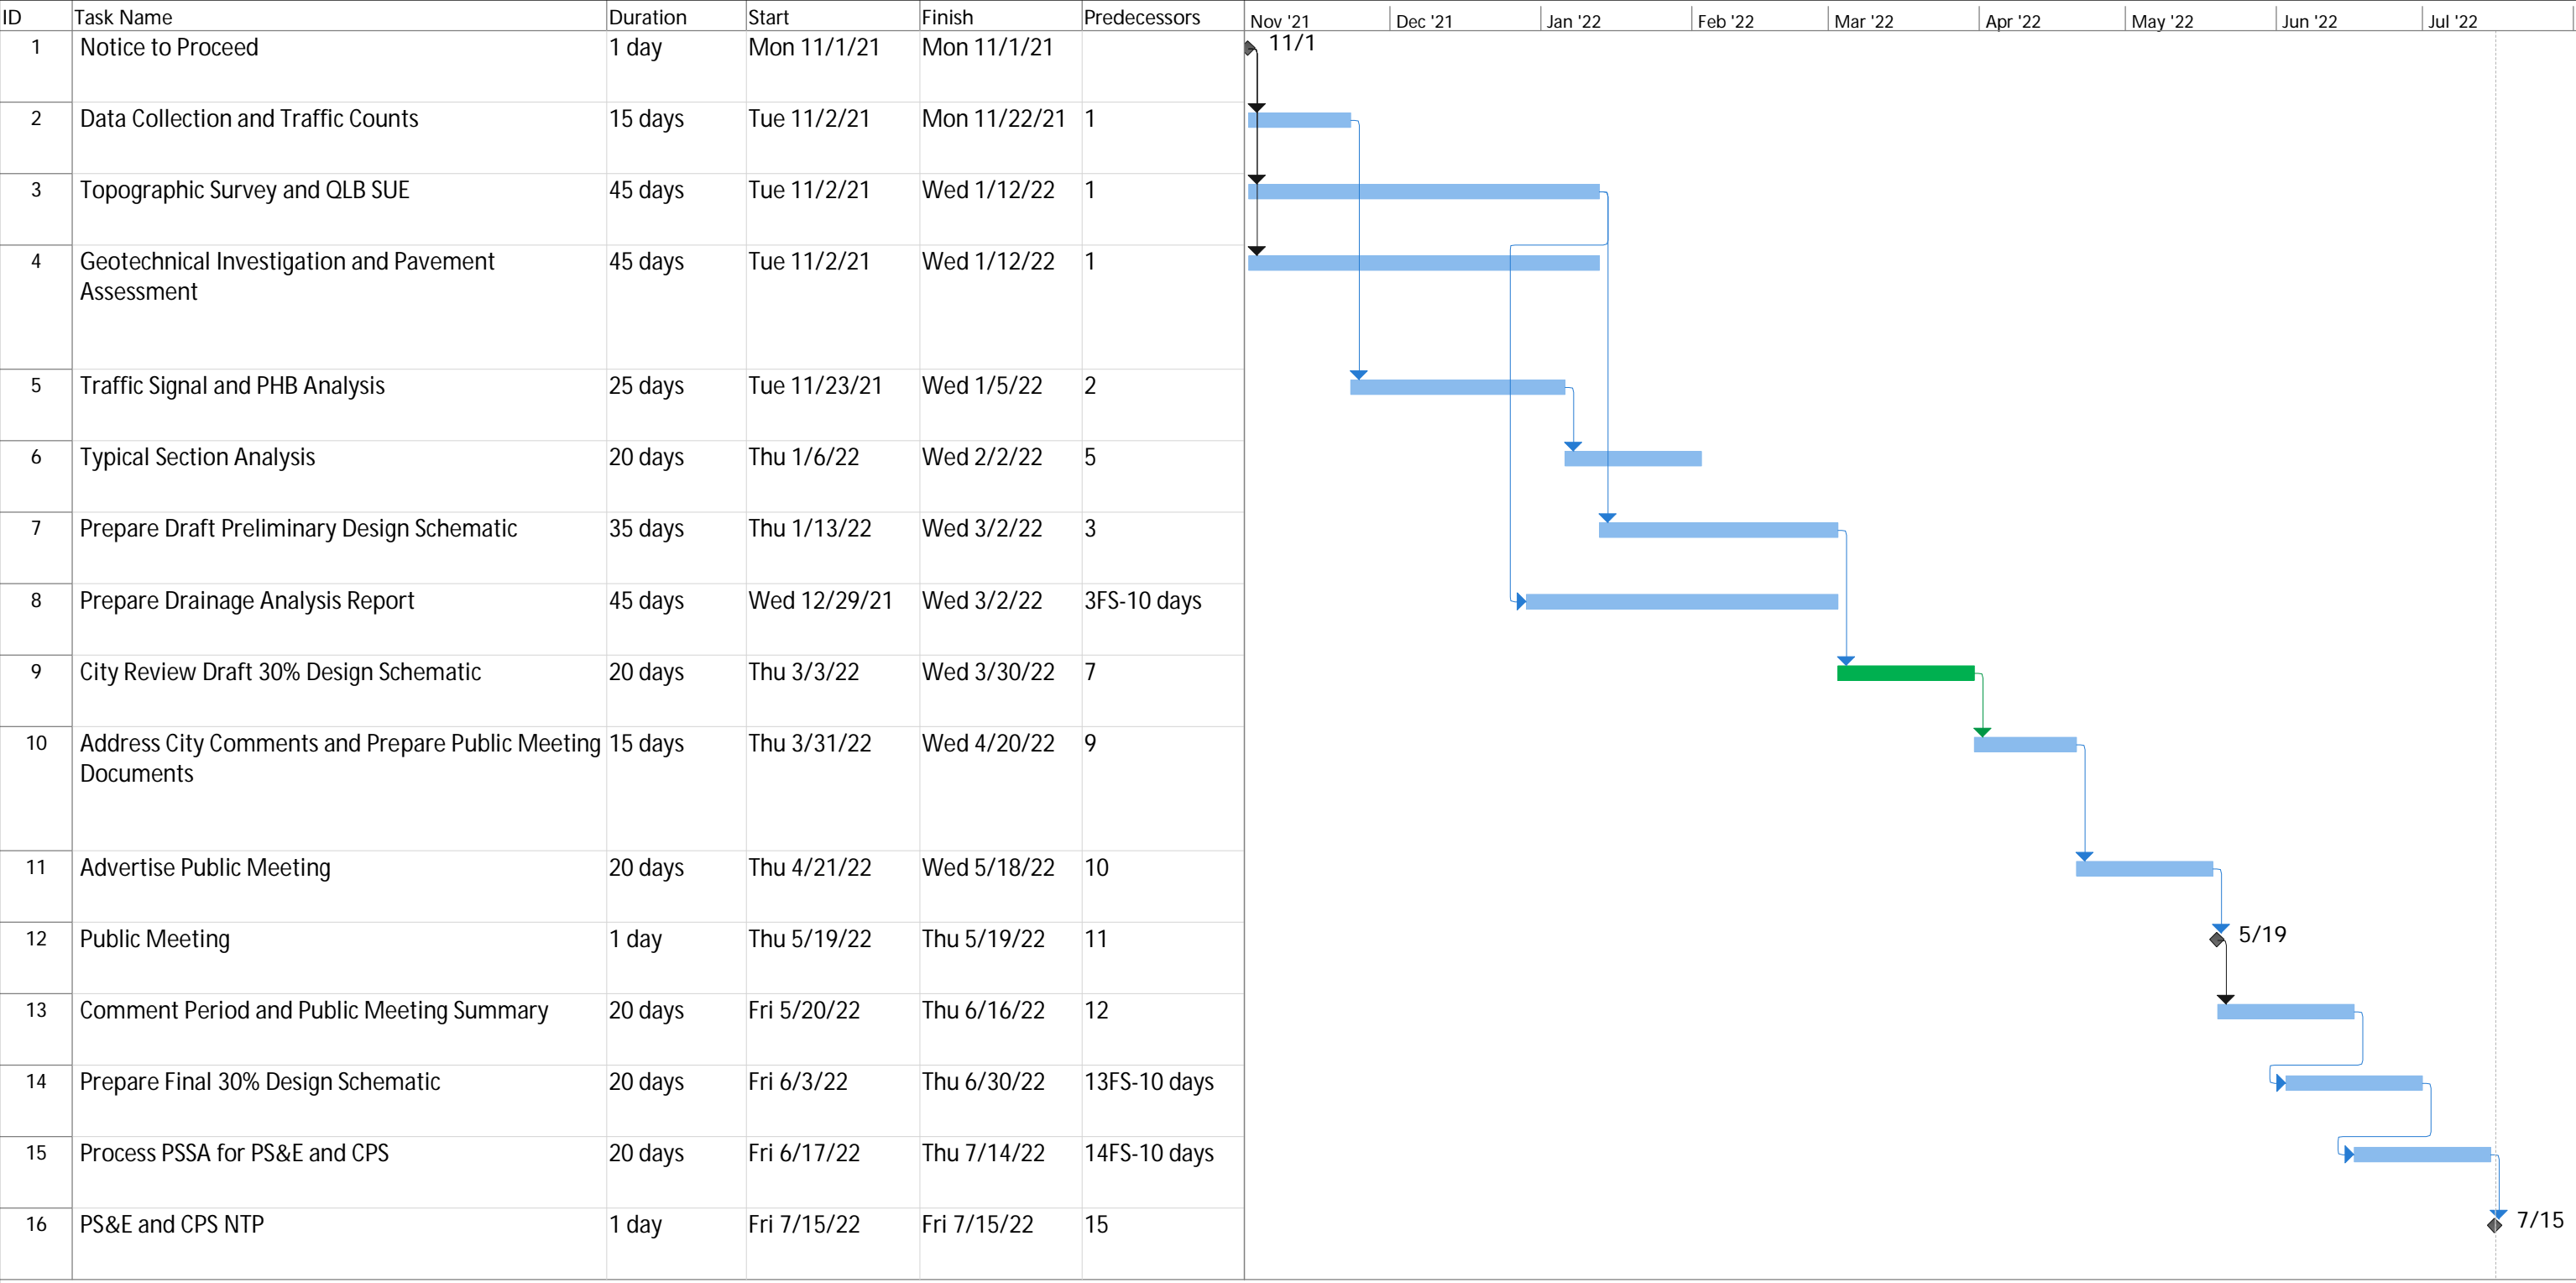 ID Task Name Duration Start Finish Predecessors Nov '21 Dec '21 Jan '22 Feb '22 Mar '22 Apr '22 May '22 Jun '22 Jul '22
1 Notice to Proceed 1 day Mon 11/1/21 Mon 11/1/21 11/1
2 Data Collection and Traffic Counts 15 days Tue 11/2/21 Mon 11/22/21 1
3 Topographic Survey and QLB SUE 45 days Tue 11/2/21 Wed 1/12/22 1
4 Geotechnical Investigation and Pavement 45 days Tue 11/2/21 Wed 1/12/22 1
Assessment
5 Traffic Signal and PHB Analysis 25 days Tue 11/23/21 Wed 1/5/22 2
6 Typical Section Analysis 20 days Thu 1/6/22 Wed 2/2/22 5
7 Prepare Draft Preliminary Design Schematic 35 days Thu 1/13/22 Wed 3/2/22 3
8 Prepare Drainage Analysis Report 45 days Wed 12/29/21 Wed 3/2/22 3FS-10 days
9 City Review Draft 30% Design Schematic 20 days Thu 3/3/22 Wed 3/30/22 7
10 Address City Comments and Prepare Public Meeting 15 days Thu 3/31/22 Wed 4/20/22 9
Documents
11 Advertise Public Meeting 20 days Thu 4/21/22 Wed 5/18/22 10
12 Public Meeting 1 day Thu 5/19/22 Thu 5/19/22 11 5/19
13 Comment Period and Public Meeting Summary 20 days Fri 5/20/22 Thu 6/16/22 12
14 Prepare Final 30% Design Schematic 20 days Fri 6/3/22 Thu 6/30/22 13FS-10 days
15 Process PSSA for PS&E and CPS 20 days Fri 6/17/22 Thu 7/14/22 14FS-10 days
16 PS&E and CPS NTP 1 day Fri 7/15/22 Fri 7/15/22 15 7/15